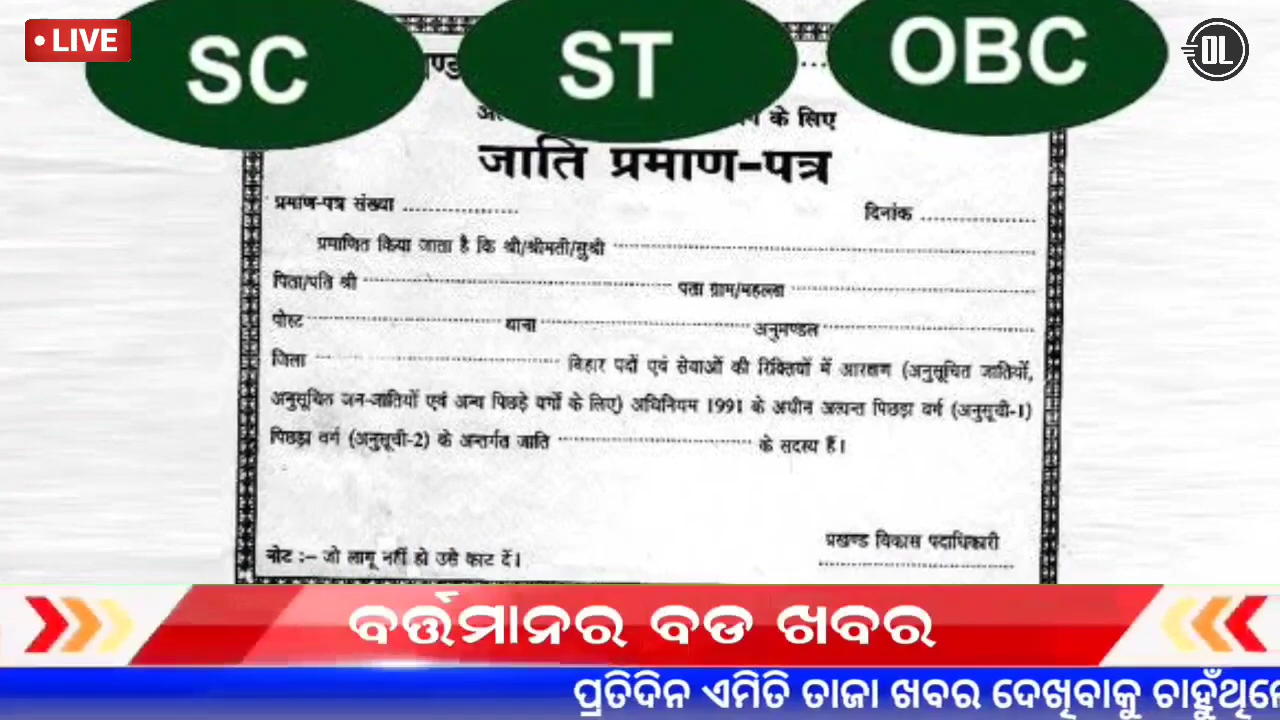 LIVE
SC
ST
OBC
DL
के लिए
जाति प्रमाण-पत्र
प्रमाण-पत्र संख्या ........................ दिनांक ........................
प्रमाणित किया जाता है कि श्री/श्रीमती/सुश्री ........................
पिता/पति श्री ........................ पता ग्राम/महल्ला ........................
पोस्ट ........................ थाना ........................ अनुमण्डल ........................
जिला ........................ बिहार पदों एवं सेवाओं की रिक्तियों में आरक्षण (अनुसूचित जातियों,
अनुसूचित जन-जातियों एवं अन्य पिछड़े वर्गों के लिए) अधिनियम 1991 के अधीन अत्यन्त पिछड़ा वर्ग (अनुसूची-1)
पिछड़ा वर्ग (अनुसूची-2) के अन्तर्गत जाति ........................ के सदस्य हैं।
प्रखण्ड विकास पदाधिकारी
नोट :– जो लागू नहीं हो उसे काट दें।
ବର୍ତ୍ତମାନର ବଡ ଖବର
ପ୍ରତିଦିନ ଏମିତି ତାଜା ଖବର ଦେଖିବାକୁ